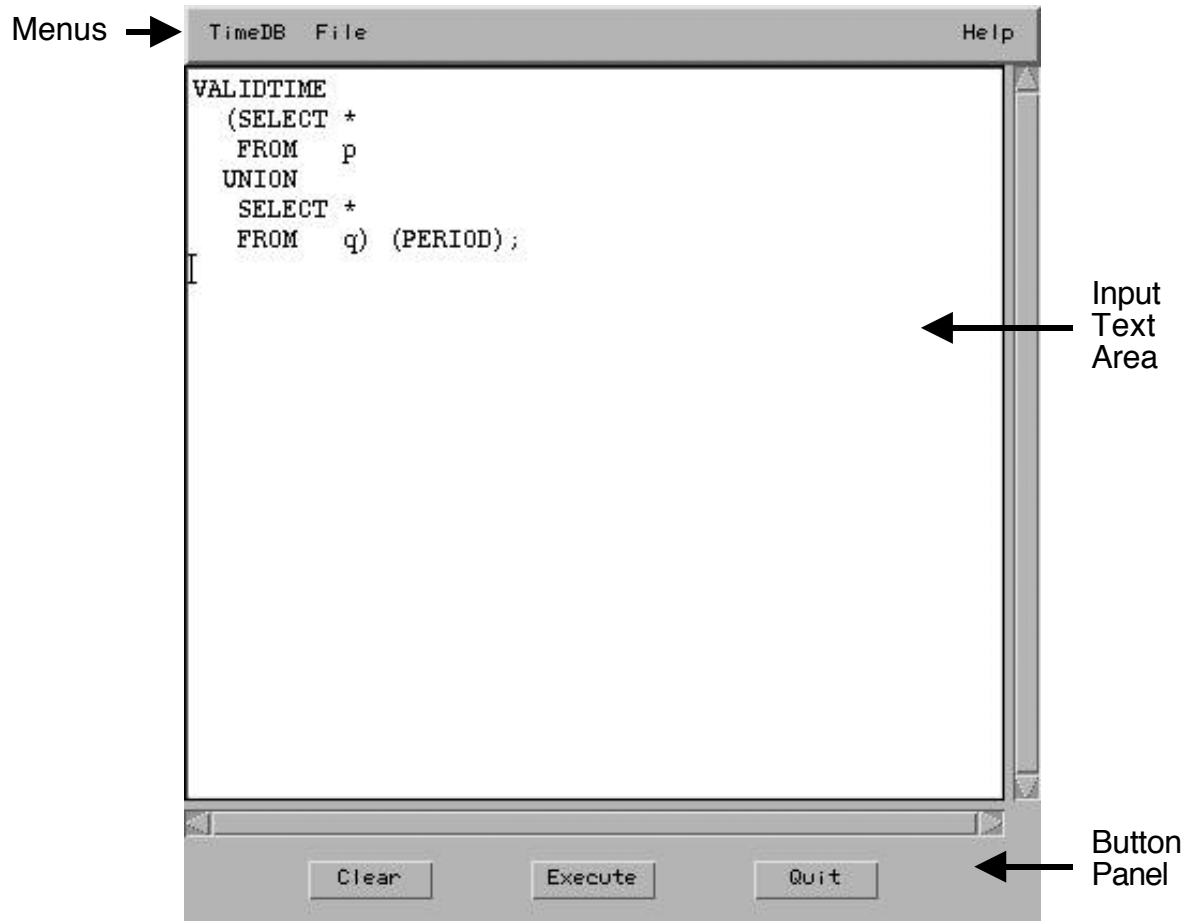 Menus
TimeDB File Help
VALIDTIME
(SELECT *
FROM p
UNION
SELECT *
FROM q) (PERIOD);
Input
Text
Area
Clear Execute Quit
Button
Panel